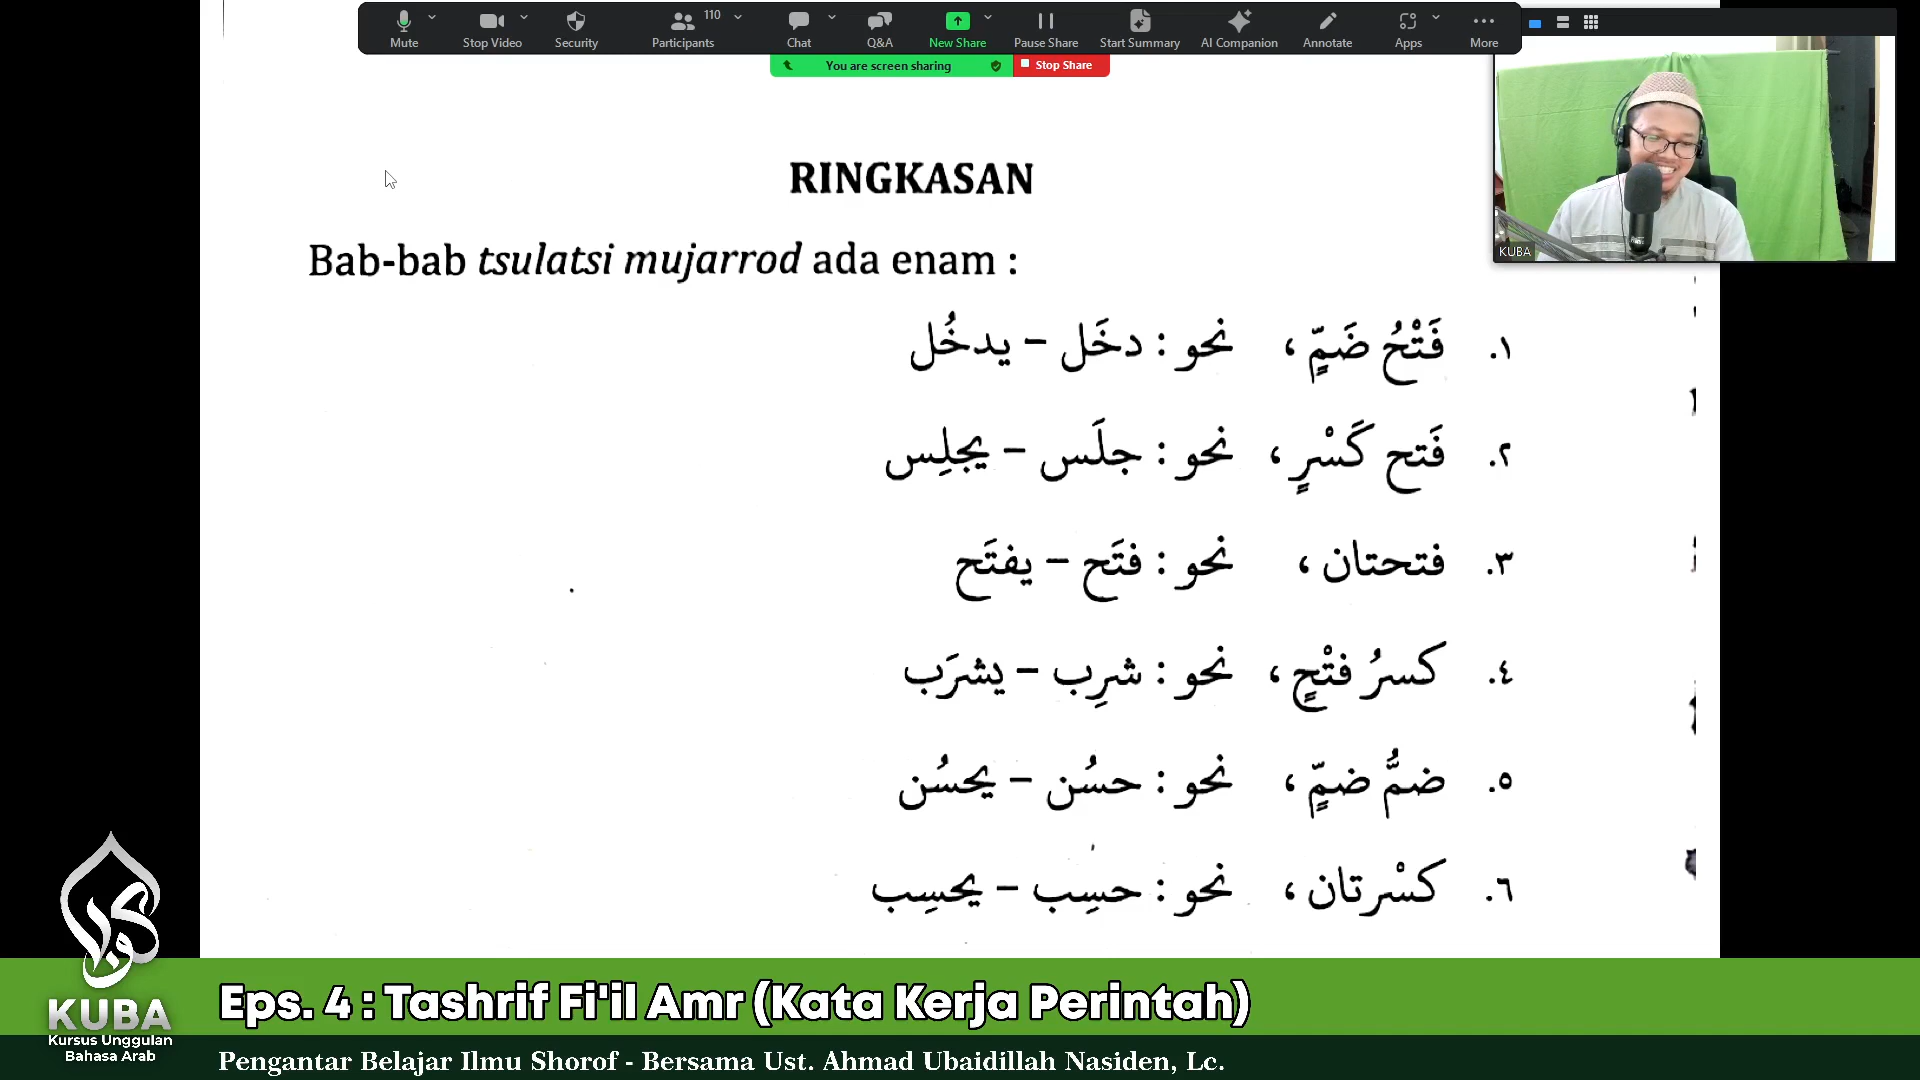 Mute
Stop Video
Security
Participants
110
Chat
Q&A
New Share
Pause Share
Start Summary
AI Companion
Annotate
Apps
More
You are screen sharing
Stop Share
KUBA
RINGKASAN
Bab-bab tsulatsi mujarrod ada enam :
١. فَتْحُ ضَمٍّ ، نحو : دخَل – يدخُل
٢. فَتح كَسْرٍ ، نحو : جلَس – يجلِس
٣. فتحتان ، نحو : فتَح – يفتَح
٤. كسرُ فتْحٍ ، نحو : شرِب – يشرَب
٥. ضمُّ ضمٍّ ، نحو : حسُن – يحسُن
٦. كسْرتان ، نحو : حسِب – يحسِب
KUBA
Kursus Unggulan
Bahasa Arab
Eps. 4 : Tashrif Fi'il Amr (Kata Kerja Perintah)
Pengantar Belajar Ilmu Shorof - Bersama Ust. Ahmad Ubaidillah Nasiden, Lc.